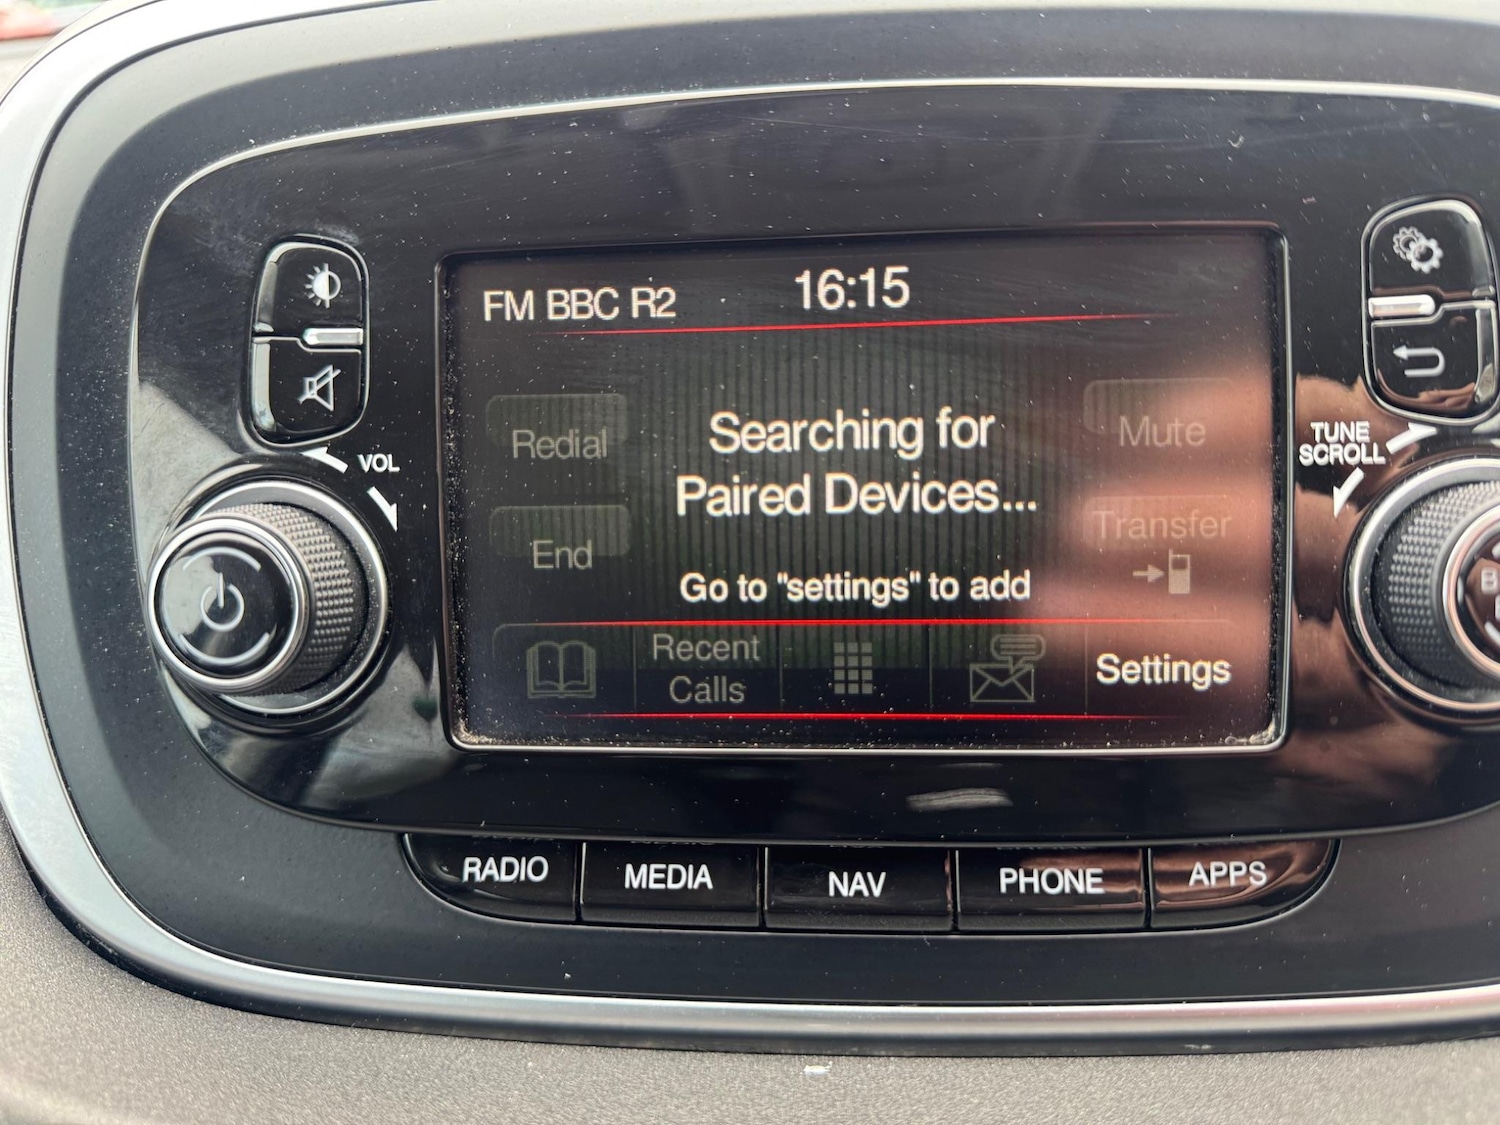 FM BBC R2
16:15
Redial
Searching for
Paired Devices...
Mute
End
Transfer
Go to "settings" to add
Recent
Calls
Settings
VOL
TUNE
SCROLL
RADIO
MEDIA
NAV
PHONE
APPS